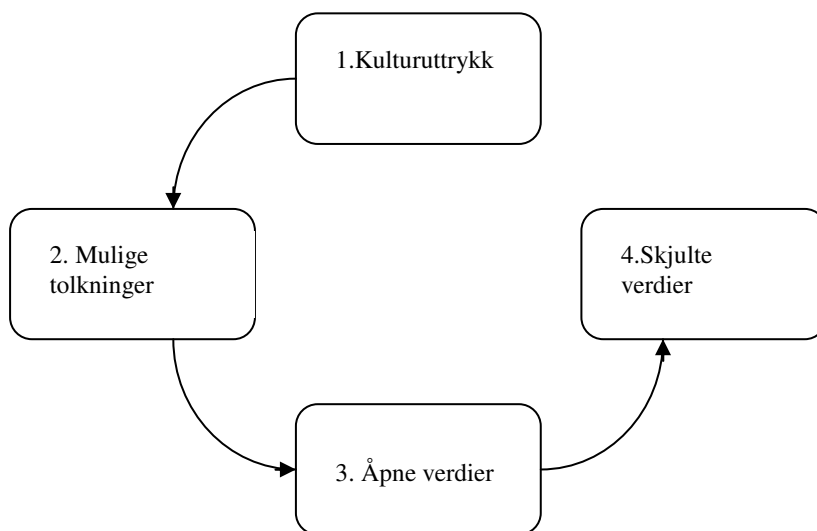 1.Kulturuttrykk
2. Mulige
tolkninger
3. Åpne verdier
4.Skjulte
verdier